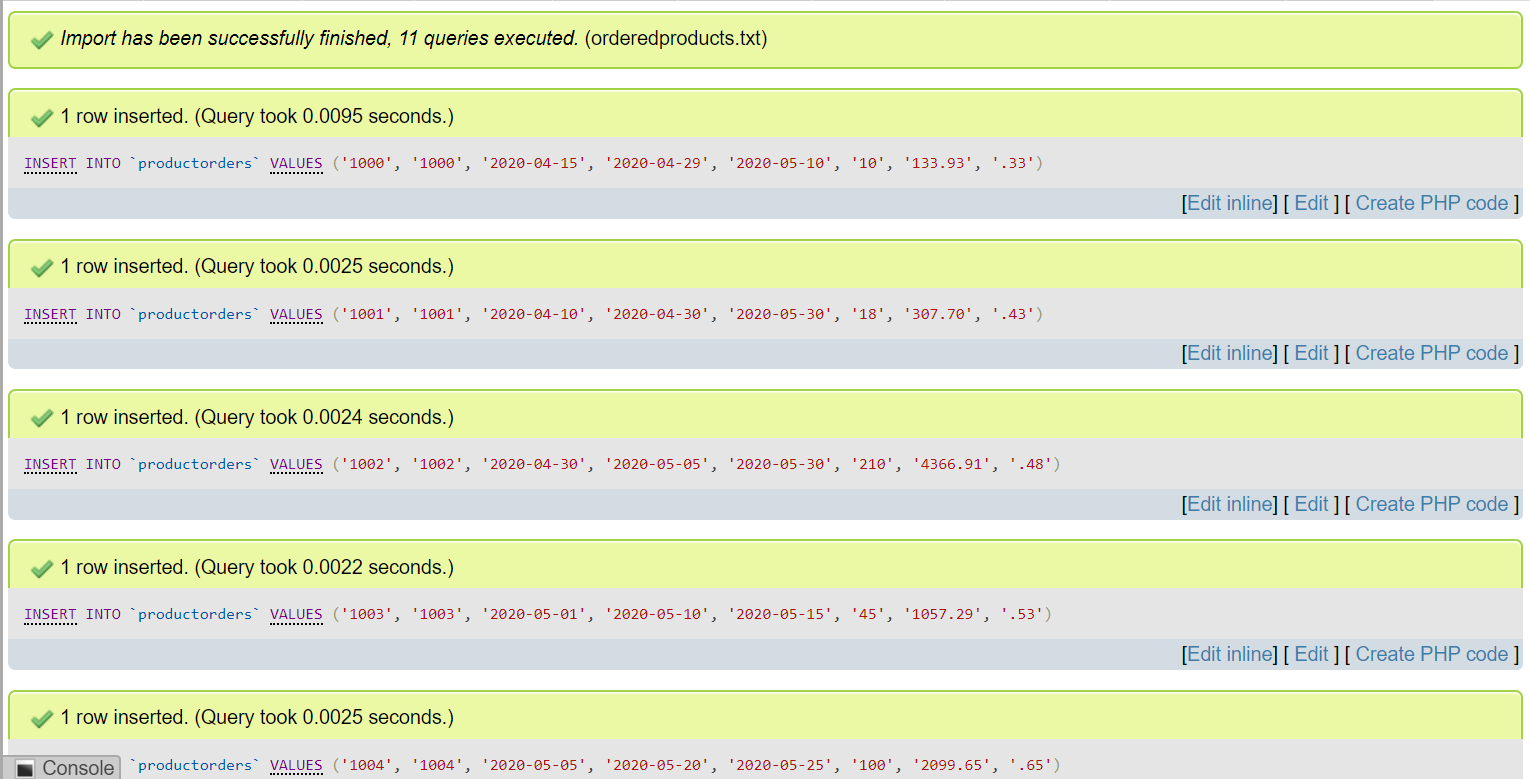 Import has been successfully finished, 11 queries executed. (orderedproducts.txt)
1 row inserted. (Query took 0.0095 seconds.)
INSERT INTO `productorders` VALUES ('1000', '1000', '2020-04-15', '2020-04-29', '2020-05-10', '10', '133.93', '.33')
[Edit inline] [ Edit ] [ Create PHP code ]
1 row inserted. (Query took 0.0025 seconds.)
INSERT INTO `productorders` VALUES ('1001', '1001', '2020-04-10', '2020-04-30', '2020-05-30', '18', '307.70', '.43')
[Edit inline] [ Edit ] [ Create PHP code ]
1 row inserted. (Query took 0.0024 seconds.)
INSERT INTO `productorders` VALUES ('1002', '1002', '2020-04-30', '2020-05-05', '2020-05-30', '210', '4366.91', '.48')
[Edit inline] [ Edit ] [ Create PHP code ]
1 row inserted. (Query took 0.0022 seconds.)
INSERT INTO `productorders` VALUES ('1003', '1003', '2020-05-01', '2020-05-10', '2020-05-15', '45', '1057.29', '.53')
[Edit inline] [ Edit ] [ Create PHP code ]
1 row inserted. (Query took 0.0025 seconds.)
Console `productorders` VALUES ('1004', '1004', '2020-05-05', '2020-05-20', '2020-05-25', '100', '2099.65', '.65')